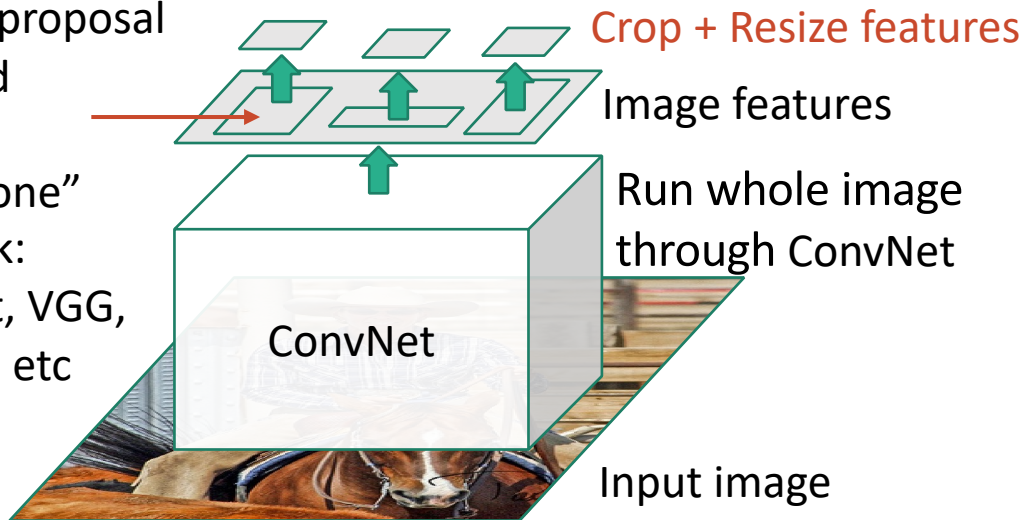 proposal
d
one”
k:
t, VGG,
etc
Crop + Resize features
Image features
Run whole image
through ConvNet
ConvNet
Input image